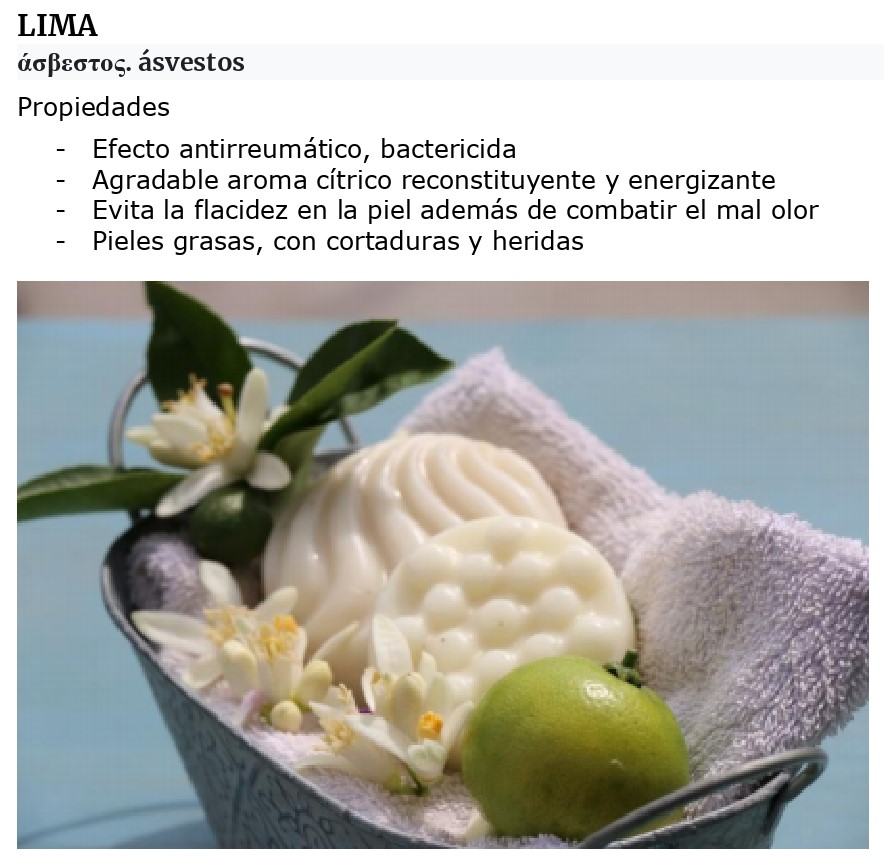 LIMA
άσβεστος. ásvestos
Propiedades
- Efecto antirreumático, bactericida
- Agradable aroma cítrico reconstituyente y energizante
- Evita la flacidez en la piel además de combatir el mal olor
- Pieles grasas, con cortaduras y heridas